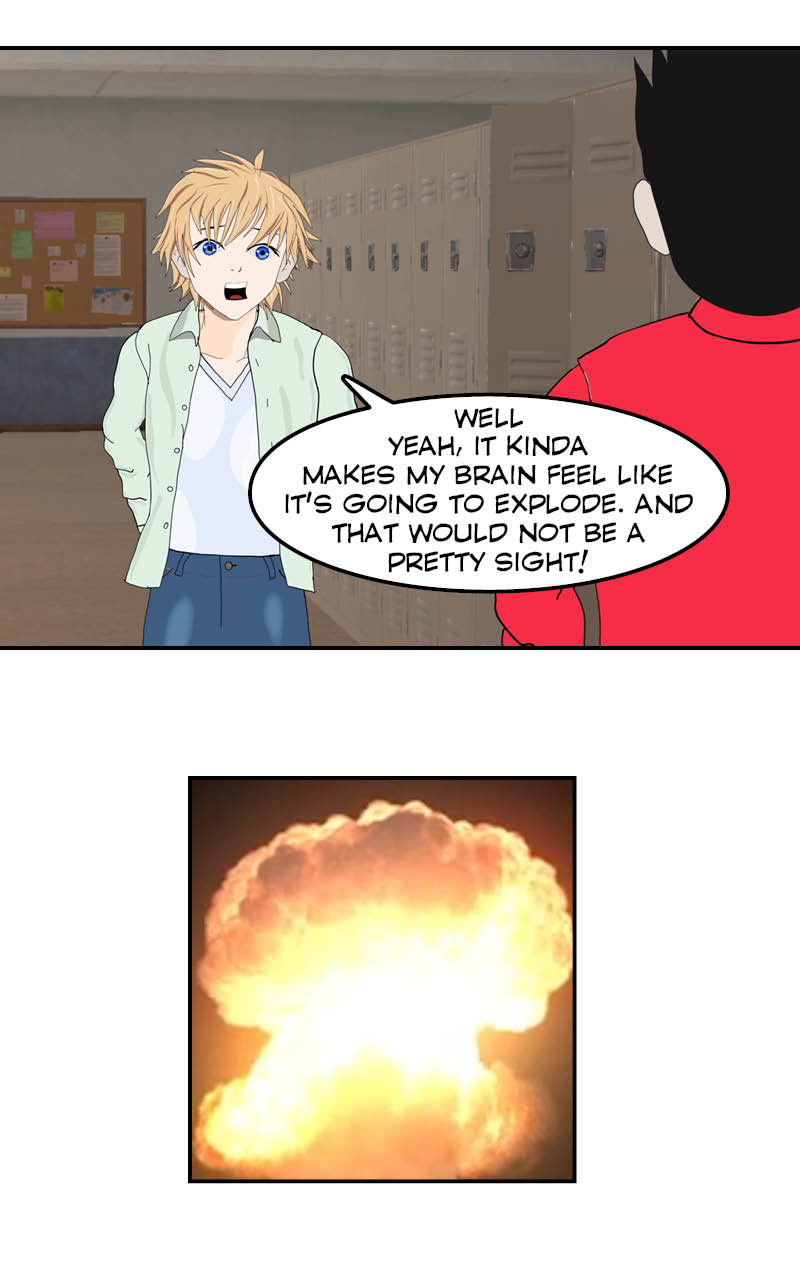 WELL
YEAH, IT KINDA
MAKES MY BRAIN FEEL LIKE
IT'S GOING TO EXPLODE. AND
THAT WOULD NOT BE A
PRETTY SIGHT!